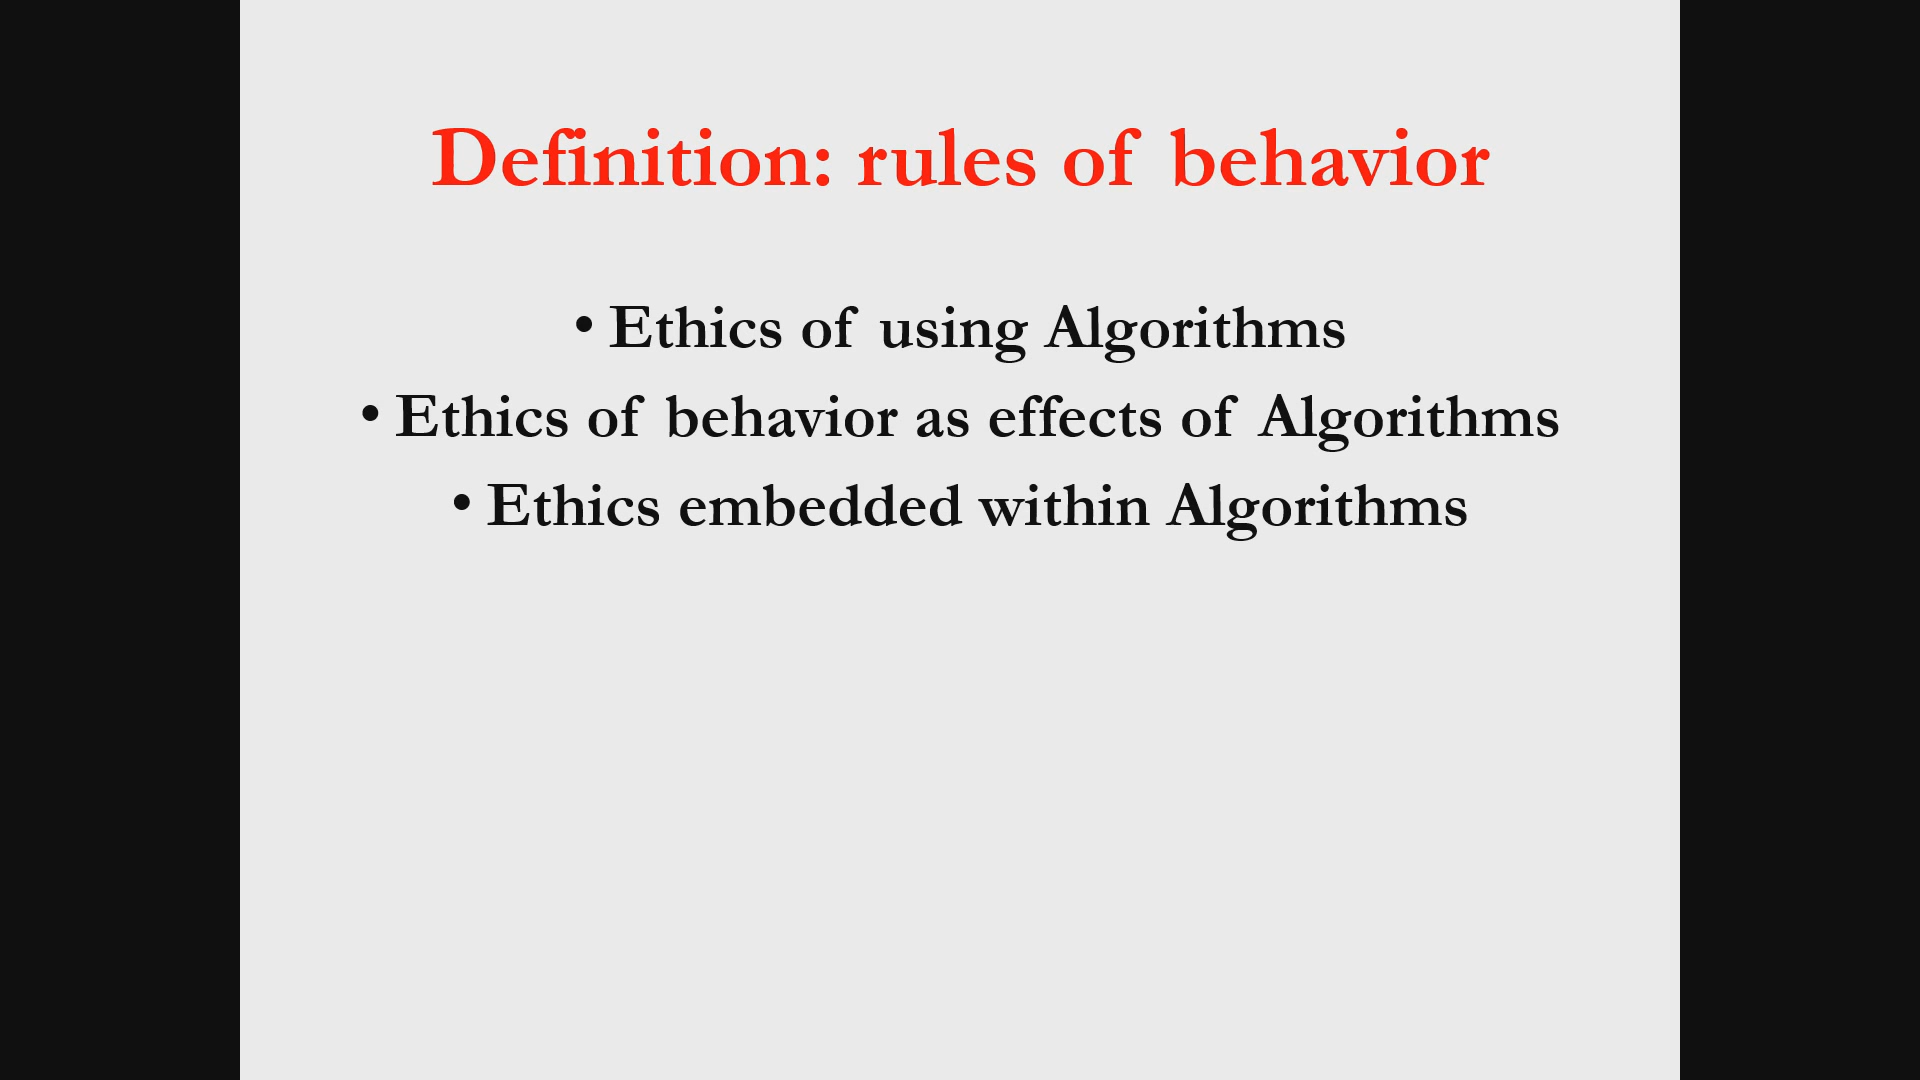 Definition: rules of behavior
• Ethics of using Algorithms
• Ethics of behavior as effects of Algorithms
• Ethics embedded within Algorithms